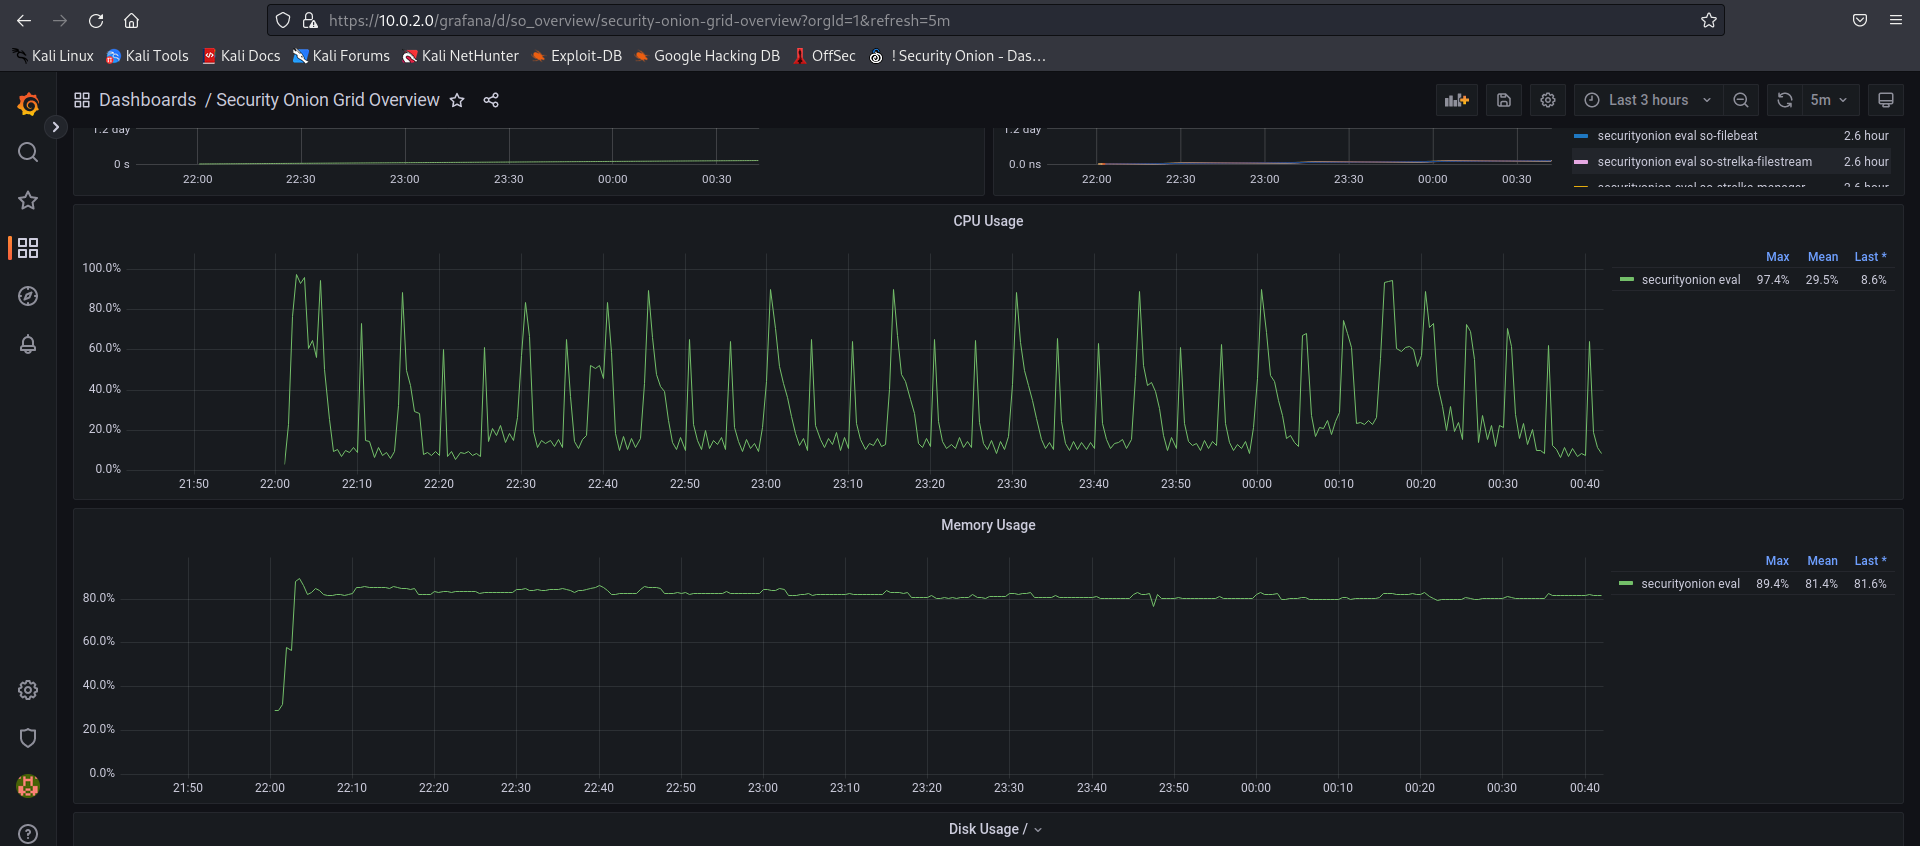 https://10.0.2.0/grafana/d/so_overview/security-onion-grid-overview?orgId=1&refresh=5m
Kali Linux Kali Tools Kali Docs Kali Forums Kali NetHunter Exploit-DB Google Hacking DB OffSec ! Security Onion - Das…
Dashboards / Security Onion Grid Overview Last 3 hours 5m
1.2 day
0 s
22:00 22:30 23:00 23:30 00:00 00:30
1.2 day
0.0 ns
22:00 22:30 23:00 23:30 00:00 00:30
securityonion eval so-filebeat 2.6 hour
securityonion eval so-strelka-filestream 2.6 hour
securityonion eval so-strelka-manager 2.6 hour
CPU Usage
100.0%
80.0%
60.0%
40.0%
20.0%
0.0%
21:50 22:00 22:10 22:20 22:30 22:40 22:50 23:00 23:10 23:20 23:30 23:40 23:50 00:00 00:10 00:20 00:30 00:40
Max Mean Last *
securityonion eval 97.4% 29.5% 8.6%
Memory Usage
80.0%
60.0%
40.0%
20.0%
0.0%
21:50 22:00 22:10 22:20 22:30 22:40 22:50 23:00 23:10 23:20 23:30 23:40 23:50 00:00 00:10 00:20 00:30 00:40
Max Mean Last *
securityonion eval 89.4% 81.4% 81.6%
Disk Usage /